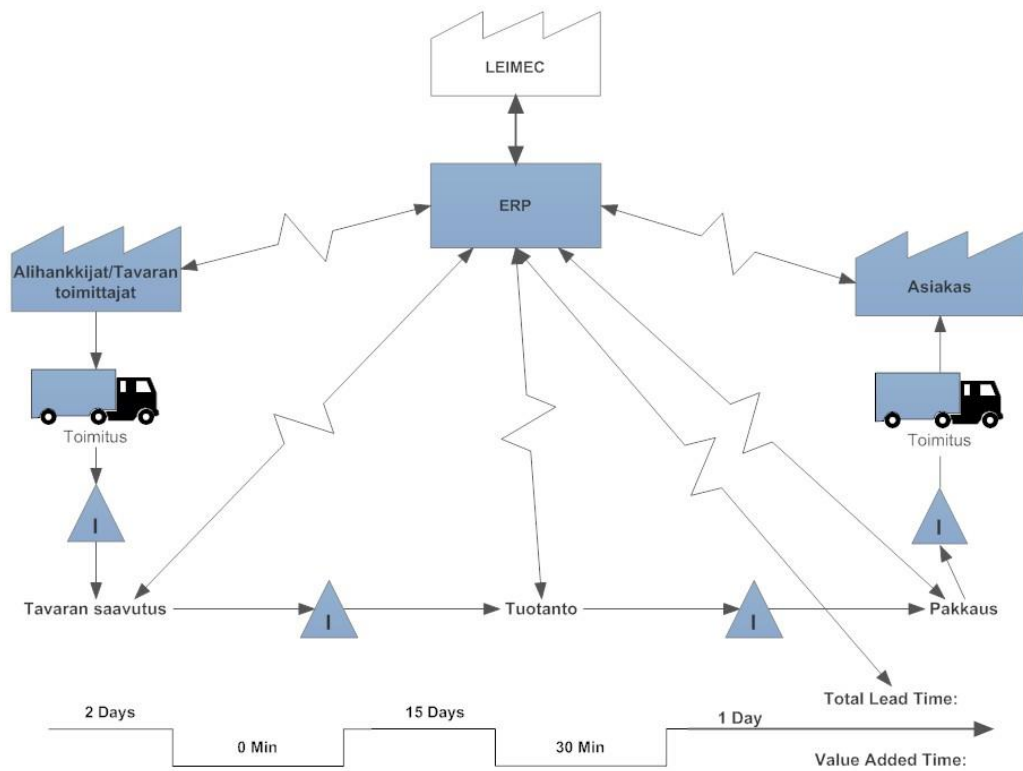 LEIMEC
ERP
Alihankkijat/Tavaran
toimittajat
Asiakas
Toimitus
Toimitus
I
I
Tavaran saavutus
I
Tuotanto
I
Pakkaus
Total Lead Time:
2 Days
15 Days
1 Day
0 Min
30 Min
Value Added Time: